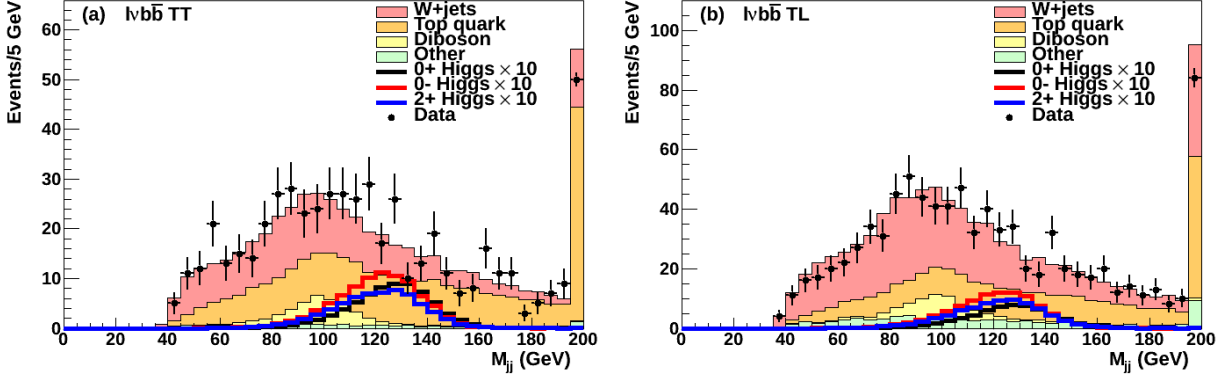 (a) lνbb̅ TT
W+jets
Top quark
Diboson
Other
0+ Higgs × 10
0- Higgs × 10
2+ Higgs × 10
Data
Events/5 GeV
60
50
40
30
20
10
0
0 20 40 60 80 100 120 140 160 180 200
M_jj (GeV)
(b) lνbb̅ TL
W+jets
Top quark
Diboson
Other
0+ Higgs × 10
0- Higgs × 10
2+ Higgs × 10
Data
Events/5 GeV
100
80
60
40
20
0
0 20 40 60 80 100 120 140 160 180 200
M_jj (GeV)